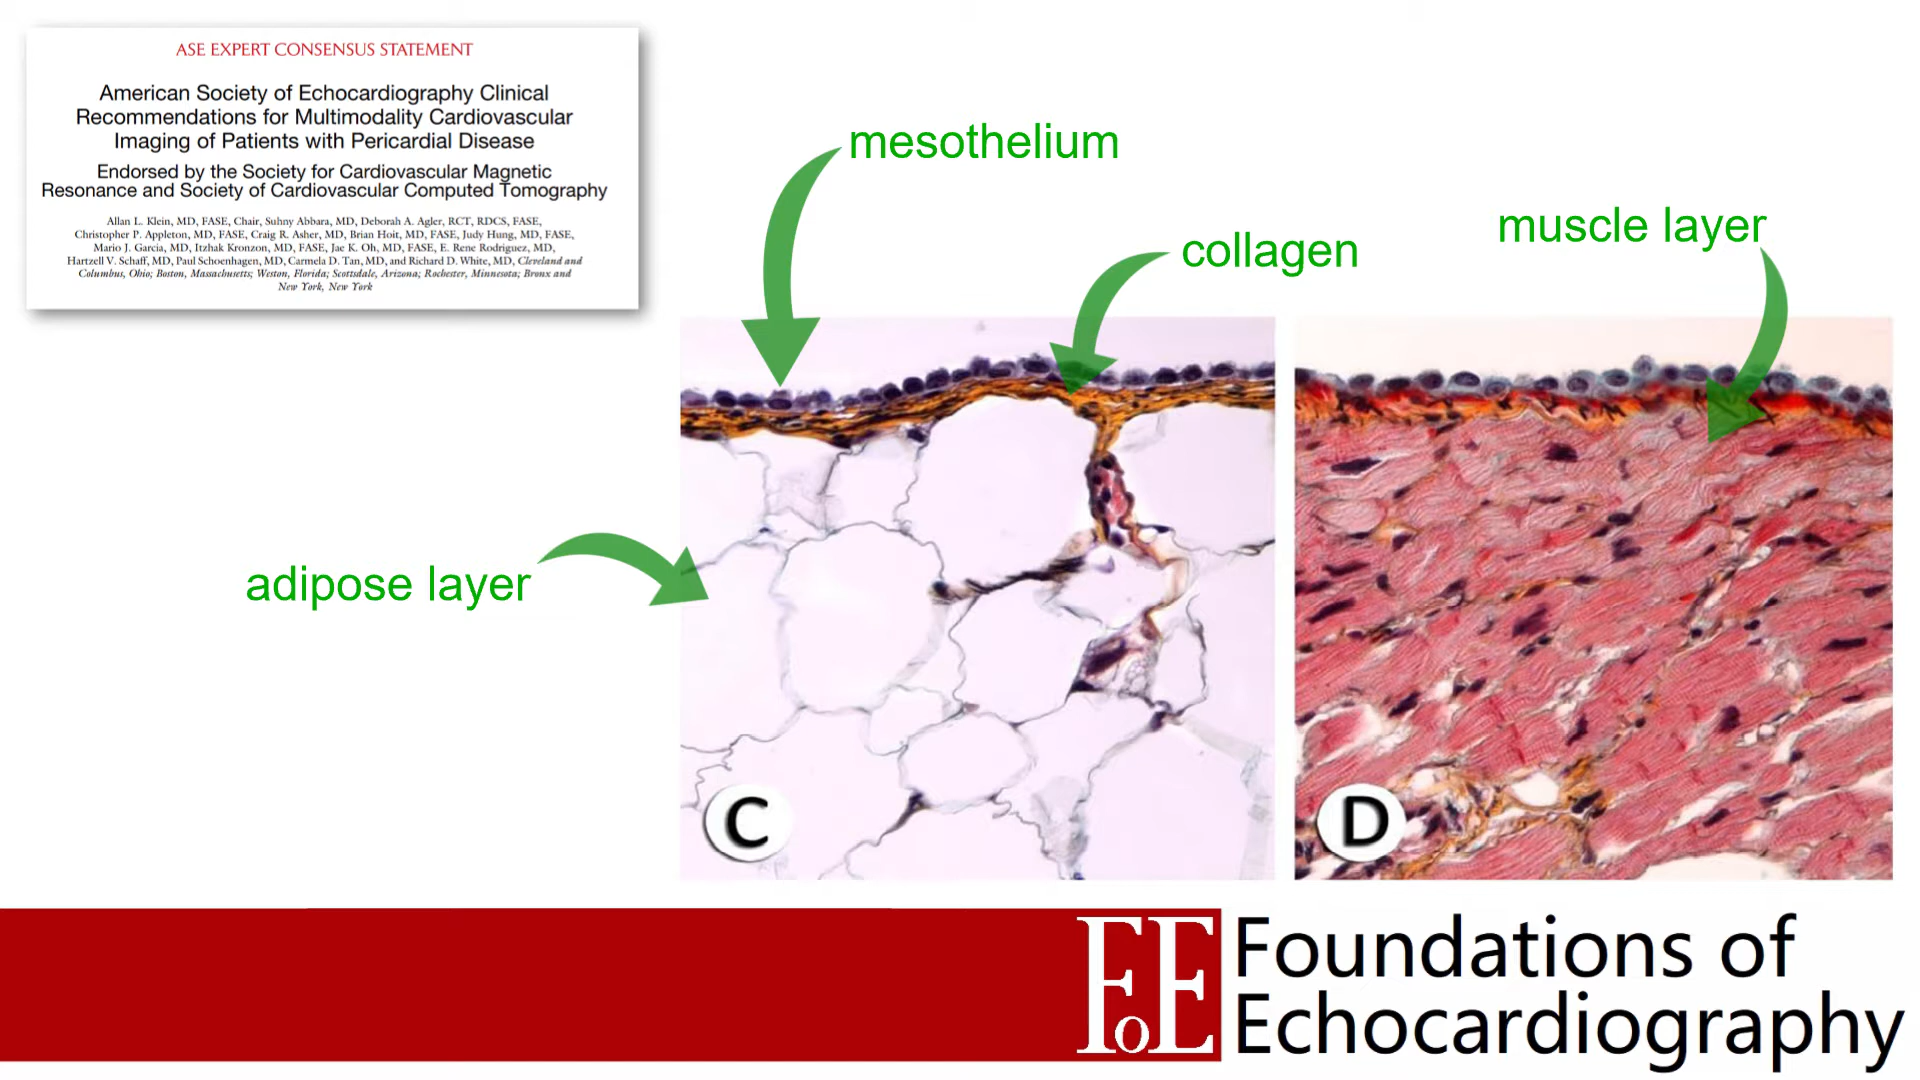 ASE EXPERT CONSENSUS STATEMENT
American Society of Echocardiography Clinical
Recommendations for Multimodality Cardiovascular
Imaging of Patients with Pericardial Disease
Endorsed by the Society for Cardiovascular Magnetic
Resonance and Society of Cardiovascular Computed Tomography
Allan L. Klein, MD, FASE, Chair, Suhny Abbara, MD, Deborah A. Agler, RCT, RDCS, FASE,
Christopher P. Appleton, MD, FASE, Craig R. Asher, MD, Brian Hoit, MD, FASE, Judy Hung, MD, FASE,
Mario J. Garcia, MD, Itzhak Kronzon, MD, FASE, Jae K. Oh, MD, FASE, E. Rene Rodriguez, MD,
Hartzell V. Schaff, MD, Paul Schoenhagen, MD, Carmela D. Tan, MD, and Richard D. White, MD, Cleveland and
Columbus, Ohio; Boston, Massachusetts; Weston, Florida; Scottsdale, Arizona; Rochester, Minnesota; Bronx and
New York, New York
mesothelium
collagen
muscle layer
adipose layer
C
D
FoE
Foundations of
Echocardiography